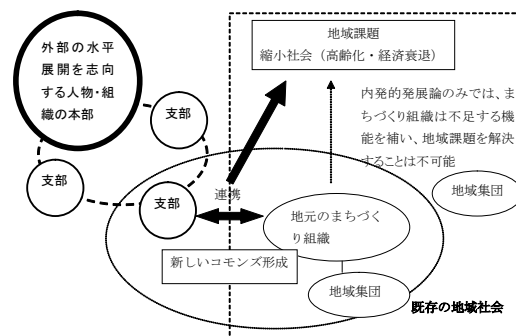 外部の水平
展開を志向
する人物・組
織の本部
支部
支部
支部
地域課題
縮小社会（高齢化・経済衰退）
内発的発展論のみでは、ま
ちづくり組織は不足する機
能を補い、地域課題を解決
することは不可能
連携
地元のまちづく
り組織
新しいコモンズ形成
地域集団
地域集団
既存の地域社会